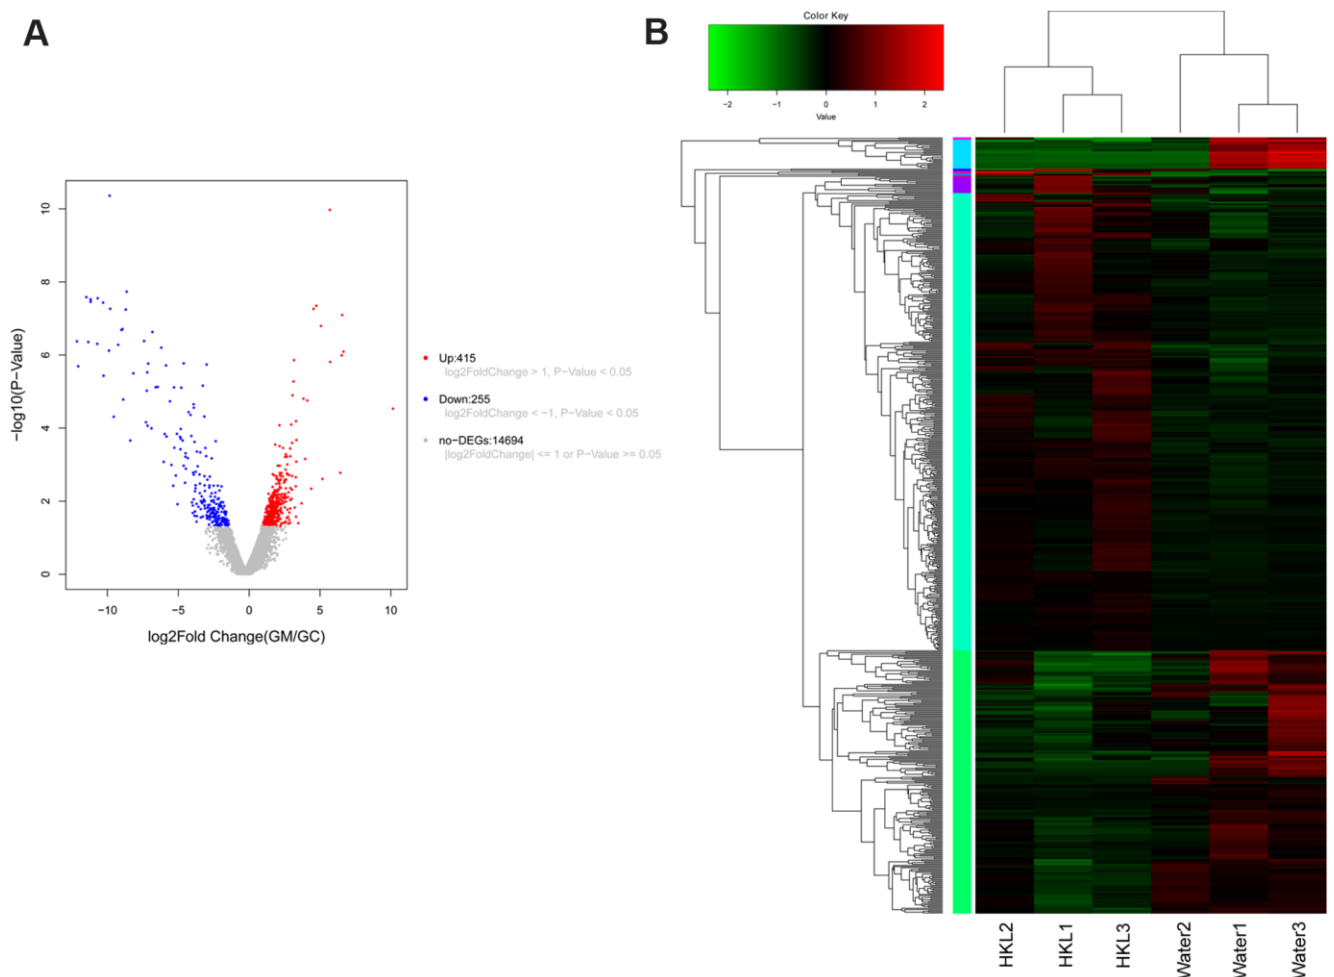 A
B
Color Key
−2 −1 0 1 2
Value
10
8
6
4
2
0
−log10(P−Value)
−10 −5 0 5 10
log2Fold Change(GM/GC)
Up:415
log2FoldChange > 1, P−Value < 0.05
Down:255
log2FoldChange < −1, P−Value < 0.05
no−DEGs:14694
|log2FoldChange| <= 1 or P−Value >= 0.05
HKL2 HKL1 HKL3 Water2 Water1 Water3